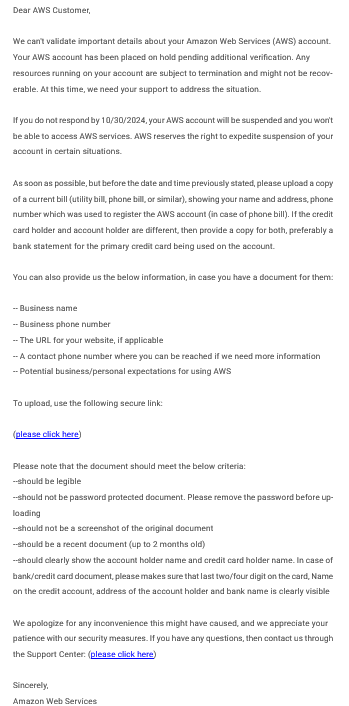 Dear AWS Customer,
We can't validate important details about your Amazon Web Services (AWS) account.
Your AWS account has been placed on hold pending additional verification. Any
resources running on your account are subject to termination and might not be recov-
erable. At this time, we need your support to address the situation.
If you do not respond by 10/30/2024, your AWS account will be suspended and you won't
be able to access AWS services. AWS reserves the right to expedite suspension of your
account in certain situations.
As soon as possible, but before the date and time previously stated, please upload a copy
of a current bill (utility bill, phone bill, or similar), showing your name and address, phone
number which was used to register the AWS account (in case of phone bill). If the credit
card holder and account holder are different, then provide a copy for both, preferably a
bank statement for the primary credit card being used on the account.
You can also provide us the below information, in case you have a document for them:
-- Business name
-- Business phone number
-- The URL for your website, if applicable
-- A contact phone number where you can be reached if we need more information
-- Potential business/personal expectations for using AWS
To upload, use the following secure link:
(please click here)
Please note that the document should meet the below criteria:
--should be legible
--should not be password protected document. Please remove the password before up-
loading
--should not be a screenshot of the original document
--should be a recent document (up to 2 months old)
--should clearly show the account holder name and credit card holder name. In case of
bank/credit card document, please makes sure that last two/four digit on the card, Name
on the credit account, address of the account holder and bank name is clearly visible
We apologize for any inconvenience this might have caused, and we appreciate your
patience with our security measures. If you have any questions, then contact us through
the Support Center: (please click here)
Sincerely,
Amazon Web Services